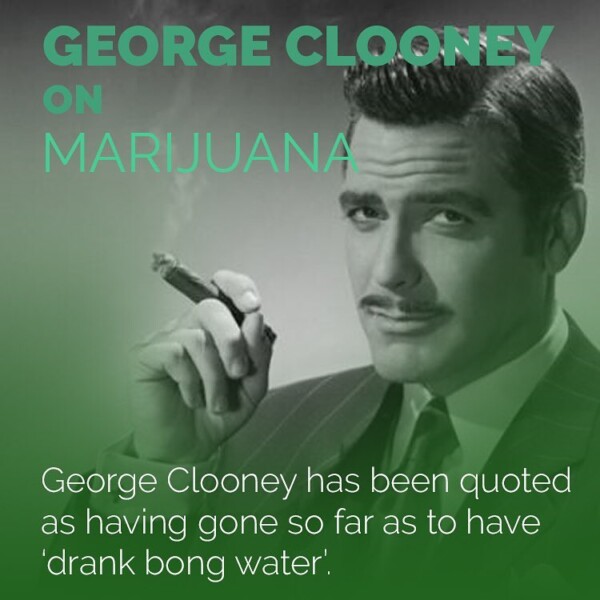 GEORGE CLOONEY
ON
MARIJUANA
George Clooney has been quoted
as having gone so far as to have
‘drank bong water’.